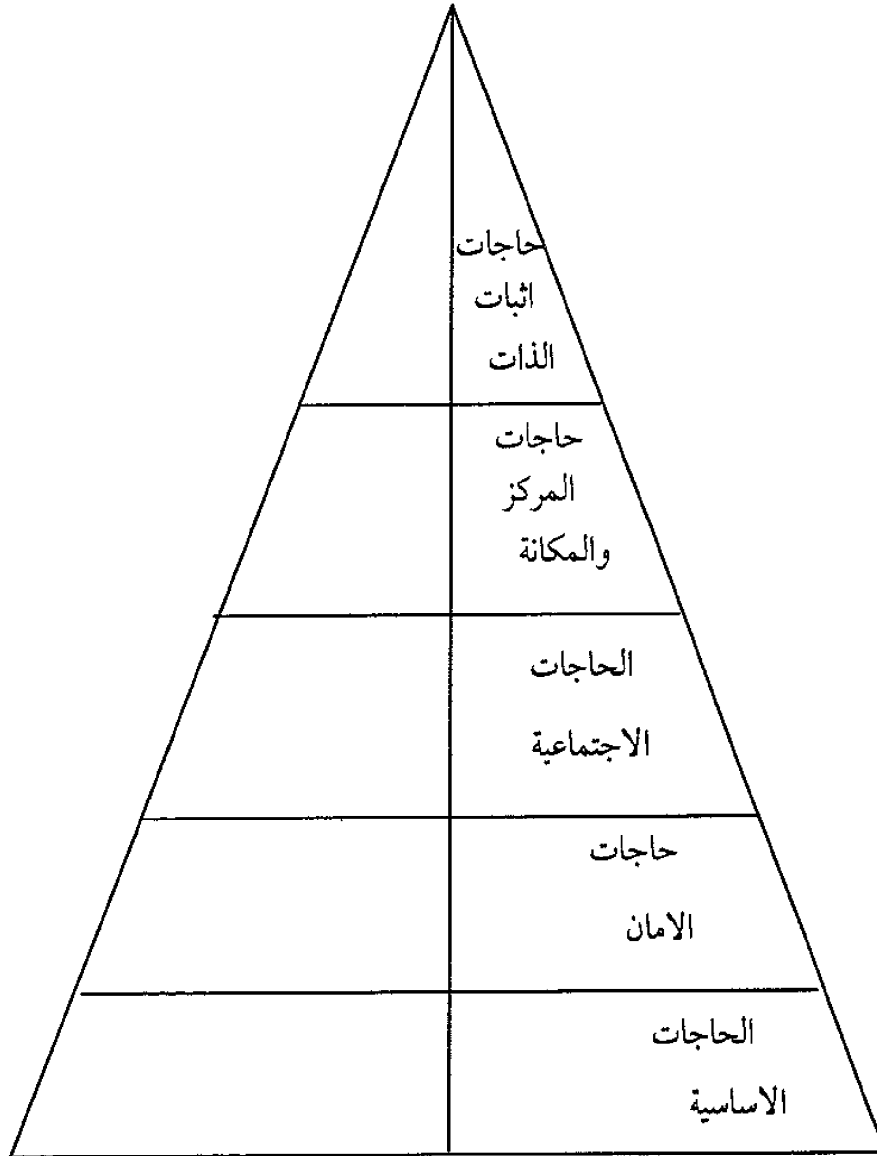 حاجات
اثبات
الذات
حاجات
المركز
والمكانة
الحاجات
الاجتماعية
حاجات
الامان
الحاجات
الاساسية